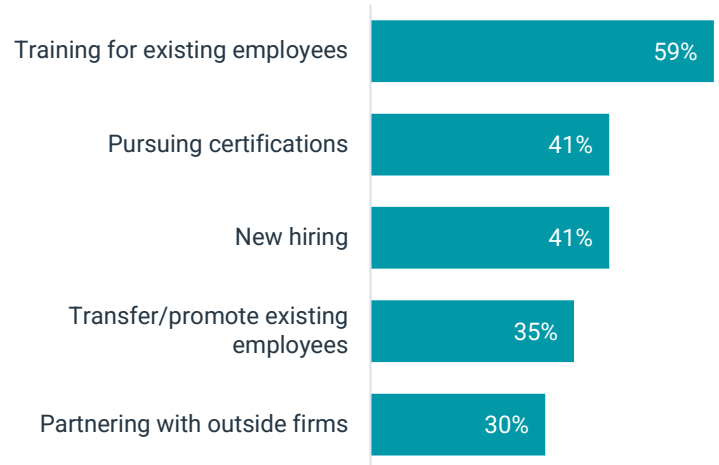 Training for existing employees 59%
Pursuing certifications 41%
New hiring 41%
Transfer/promote existing
employees 35%
Partnering with outside firms 30%